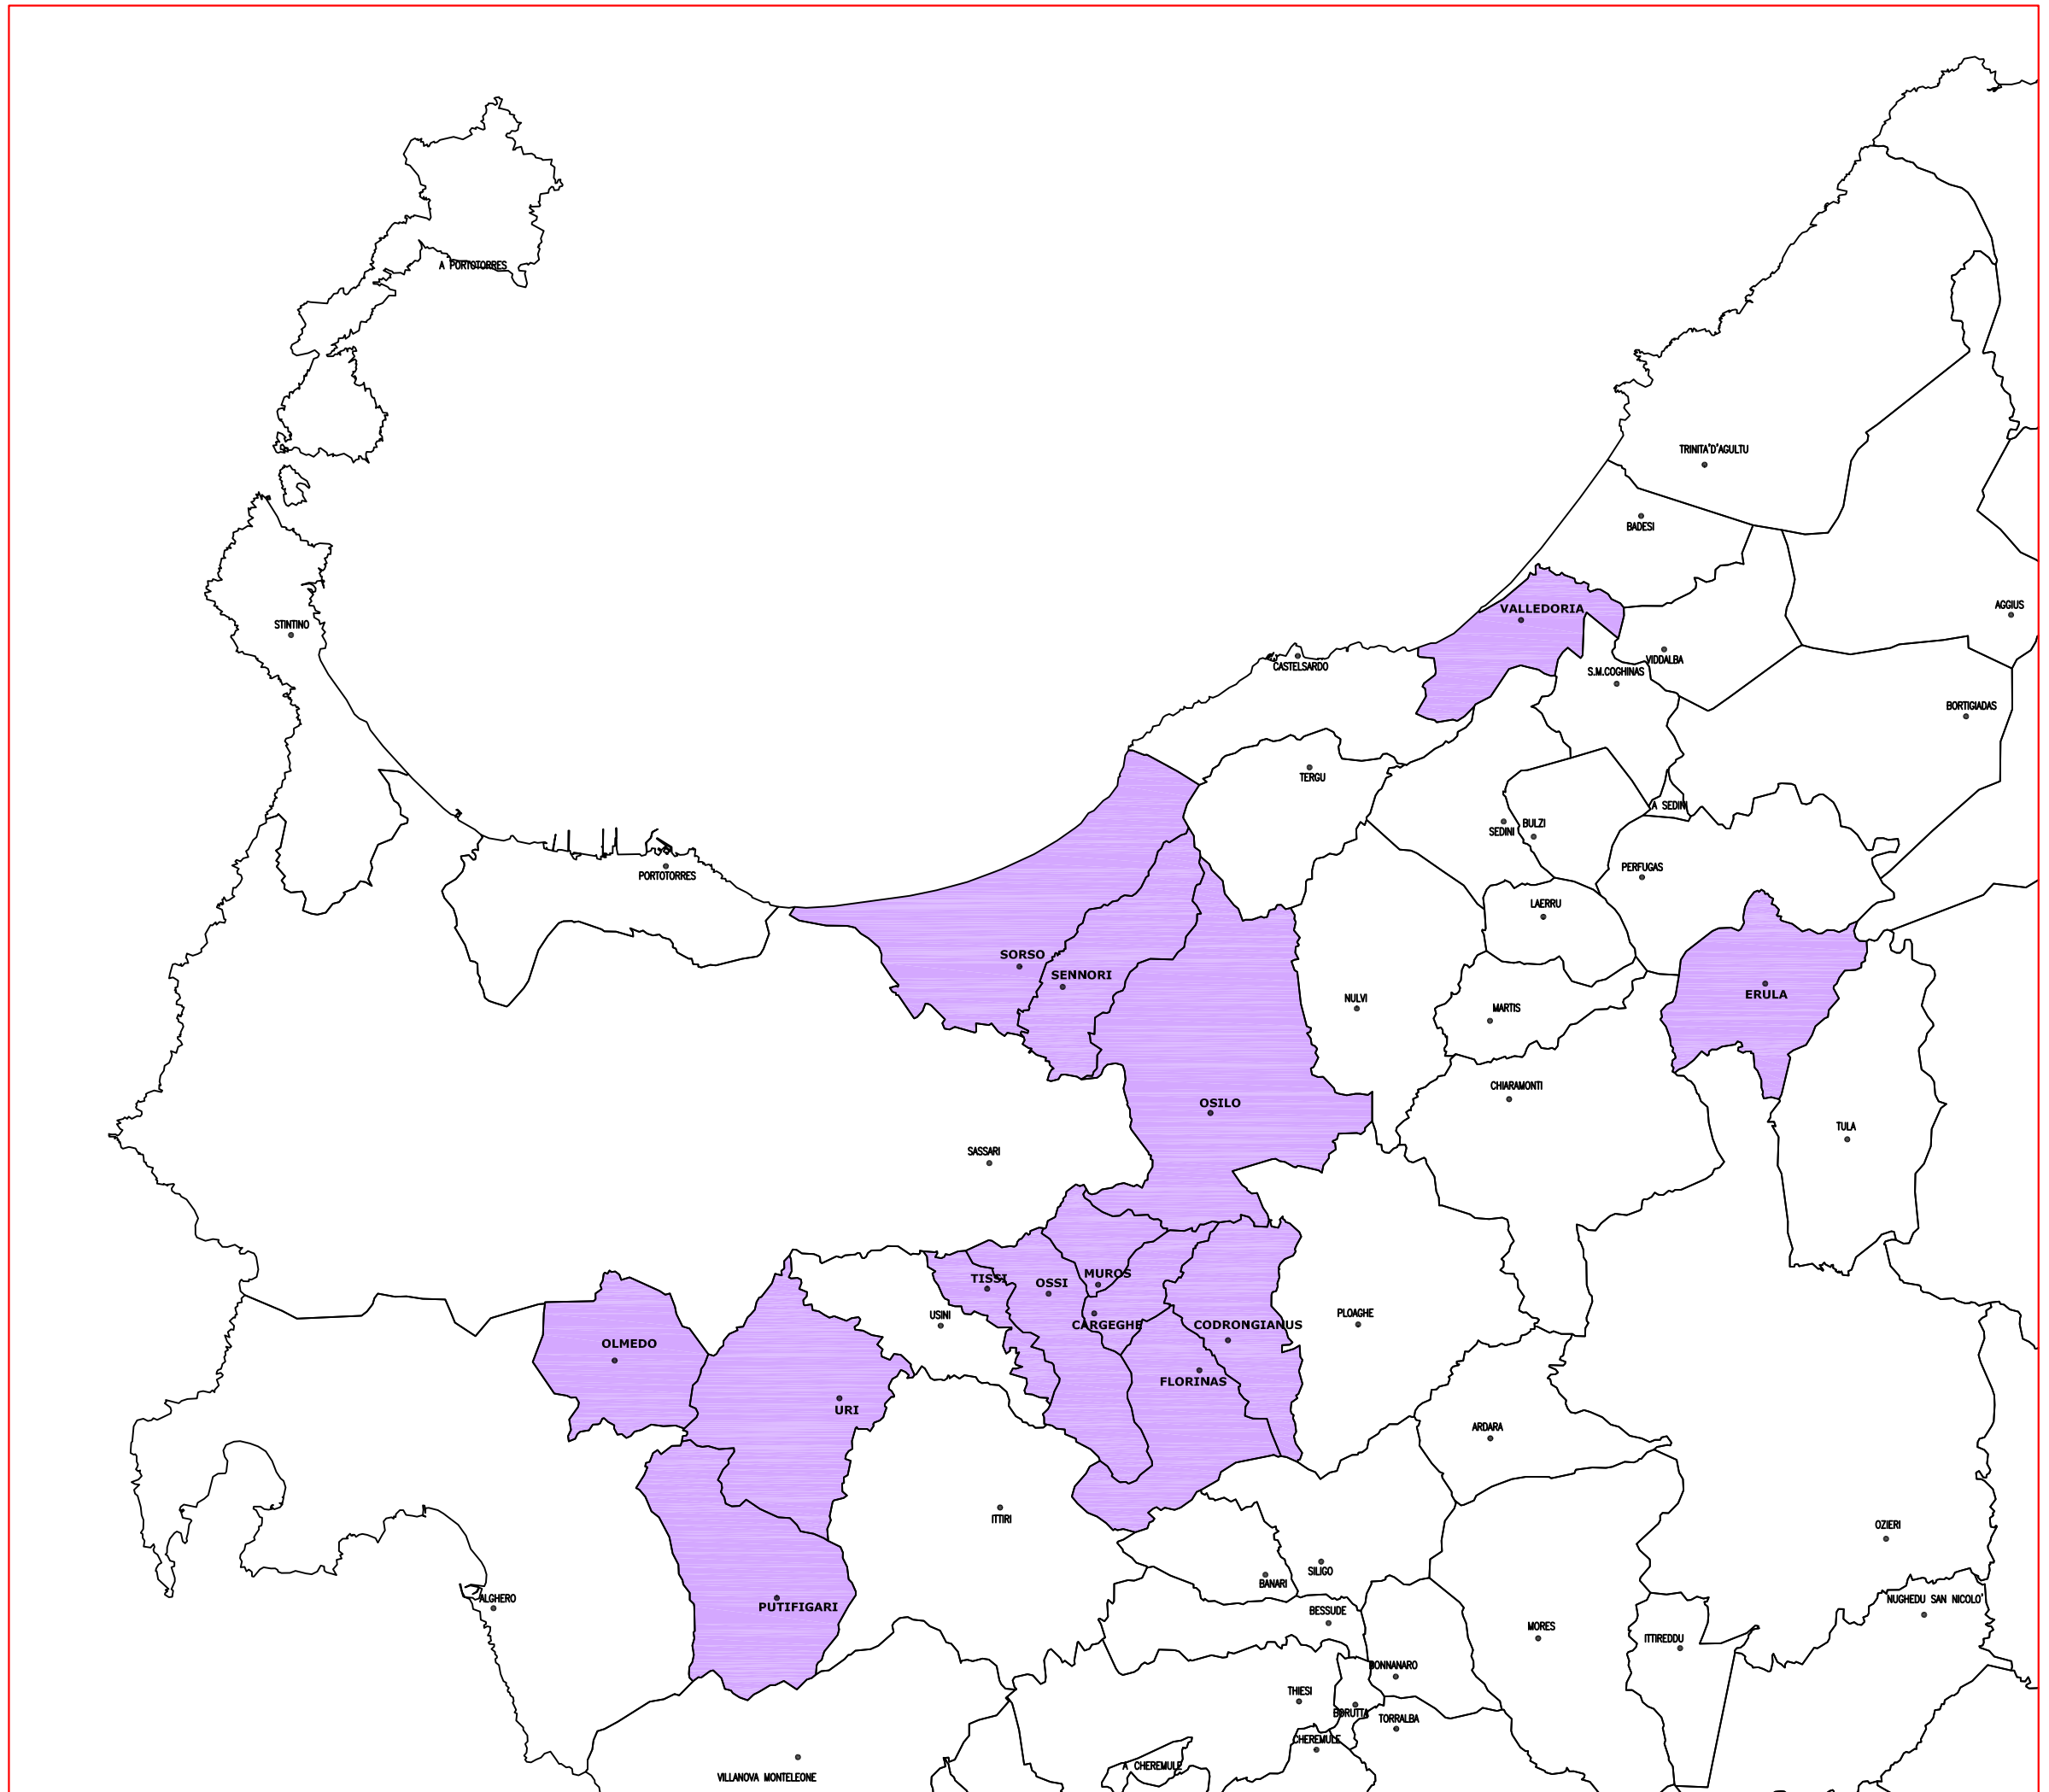 A PORTOTORRES
TRINITA'D'AGULTU
BADESI
VALLEDORIA
AGGIUS
STINTINO
VIDDALBA
CASTELSARDO
S.M.COGHINAS
BORTIGIADAS
TERGU
A SEDINI
SEDINI
BULZI
PERFUGAS
PORTOTORRES
LAERRU
SORSO
SENNORI
ERULA
NULVI
MARTIS
CHIARAMONTI
OSILO
TULA
SASSARI
TISSI
OSSI
MUROS
USINI
CARGEGHE
CODRONGIANUS
PLOAGHE
OLMEDO
FLORINAS
URI
ARDARA
ITTIRI
OZIERI
BANARI
SILIGO
ALGHERO
PUTIFIGARI
BESSUDE
MORES
ITTIREDDU
NUGHEDU SAN NICOLO'
BONNANARO
THIESI
BORUTTA
TORRALBA
CHEREMULE
A CHEREMULE
VILLANOVA MONTELEONE